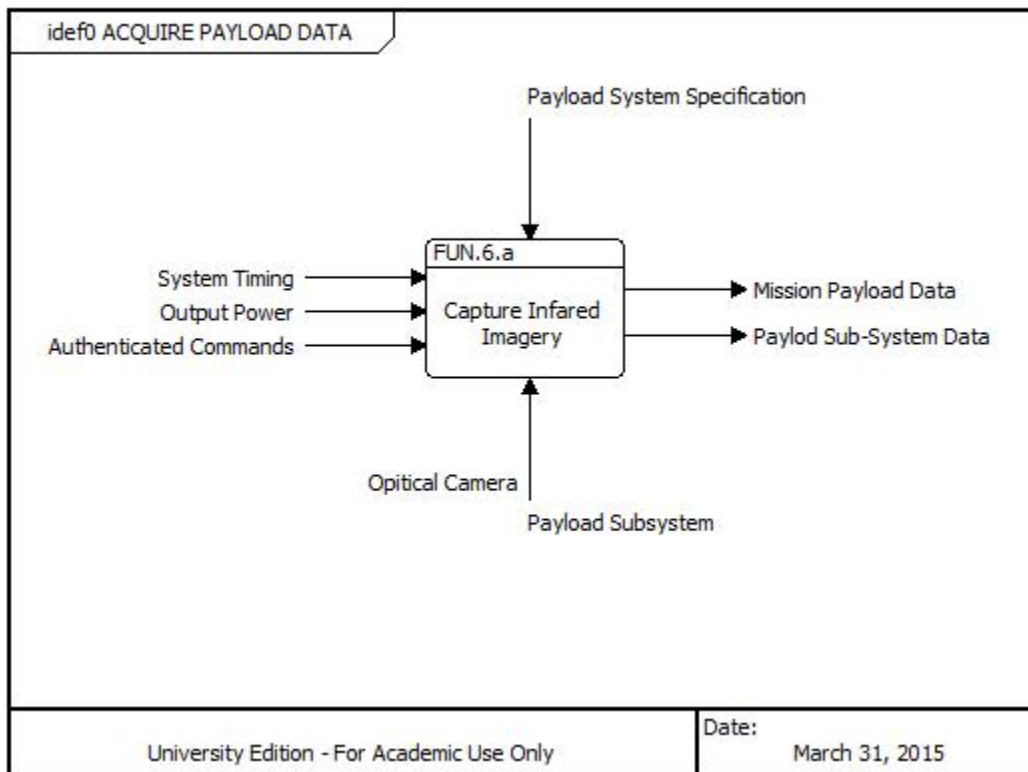 idef0 ACQUIRE PAYLOAD DATA
Payload System Specification
FUN.6.a
System Timing
Output Power
Authenticated Commands
Capture Infared
Imagery
Mission Payload Data
Paylod Sub-System Data
Opitical Camera
Payload Subsystem
University Edition - For Academic Use Only
Date:
March 31, 2015